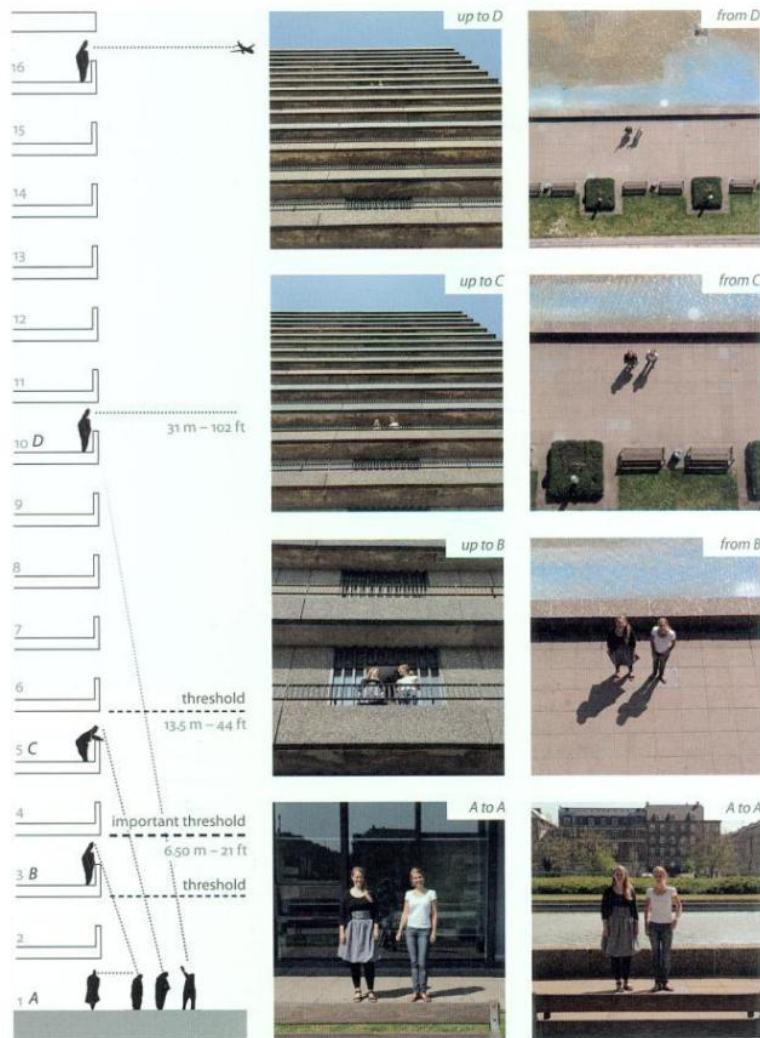 up to D
from D
16
15
14
13
12
up to C
from C
11
31 m – 102 ft
10 D
9
8
up to B
from B
7
6
threshold
13,5 m – 44 ft
5 C
4
important threshold
A to A
A to A
6.50 m – 21 ft
3 B
threshold
2
1 A